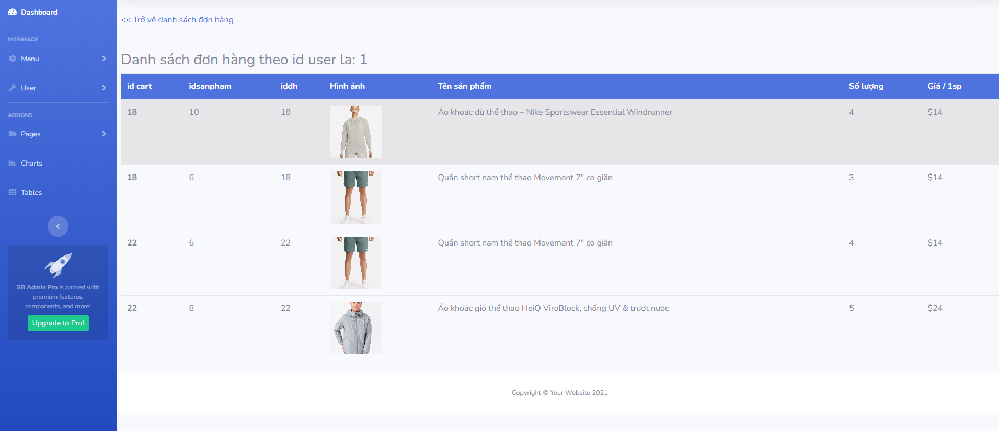 Dashboard
INTERFACE
Menu
User
ADDONS
Pages
Charts
Tables
SB Admin Pro is packed with
premium features,
components, and more!
Upgrade to Pro!
<< Trở về danh sách đơn hàng
Danh sách đơn hàng theo id user la: 1
id cart idsanpham iddh Hình ảnh Tên sản phẩm Số lượng Giá / 1sp
18 10 18 Áo khoác dù thể thao – Nike Sportswear Essential Windrunner 4 $14
18 6 18 Quần short nam thể thao Movement 7" co giãn 3 $14
22 6 22 Quần short nam thể thao Movement 7" co giãn 4 $14
22 8 22 Áo khoác gió thể thao HeiQ ViroBlock, chống UV & trượt nước 5 $24
Copyright © Your Website 2021